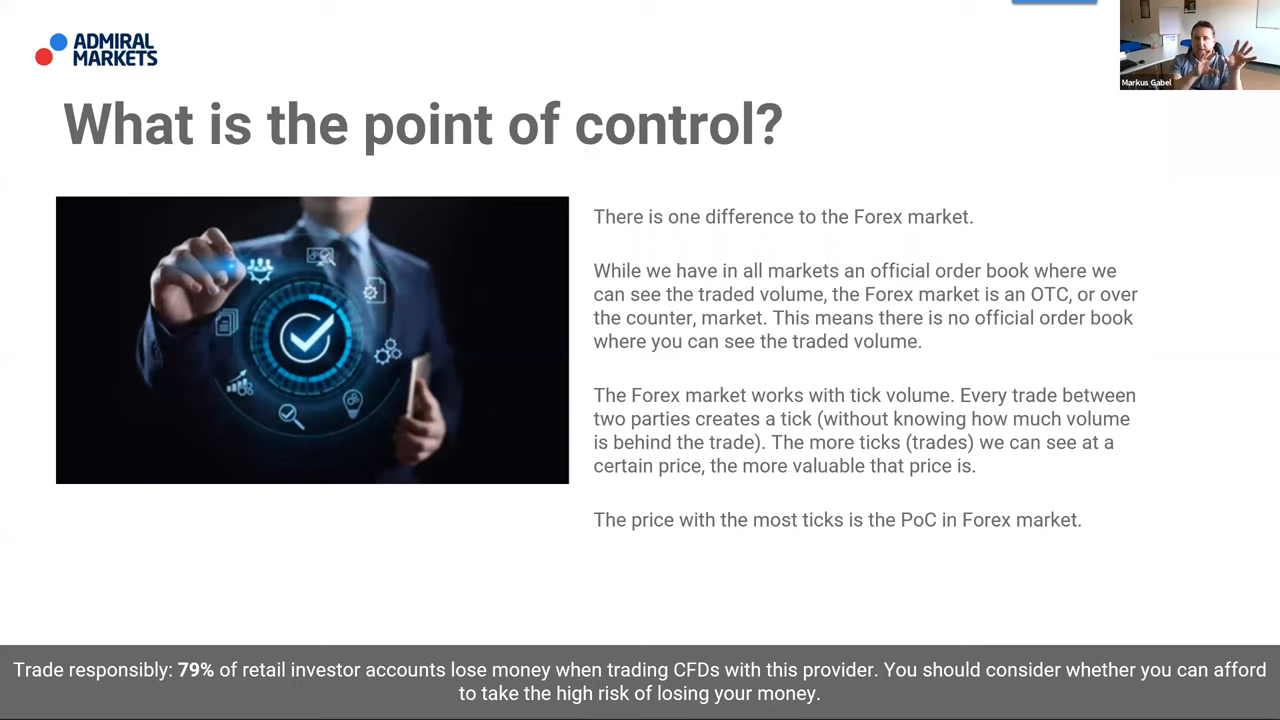 ADMIRAL
MARKETS
Markus Gabel
What is the point of control?
There is one difference to the Forex market.
While we have in all markets an official order book where we
can see the traded volume, the Forex market is an OTC, or over
the counter, market. This means there is no official order book
where you can see the traded volume.
The Forex market works with tick volume. Every trade between
two parties creates a tick (without knowing how much volume
is behind the trade). The more ticks (trades) we can see at a
certain price, the more valuable that price is.
The price with the most ticks is the PoC in Forex market.
Trade responsibly: 79% of retail investor accounts lose money when trading CFDs with this provider. You should consider whether you can afford
to take the high risk of losing your money.